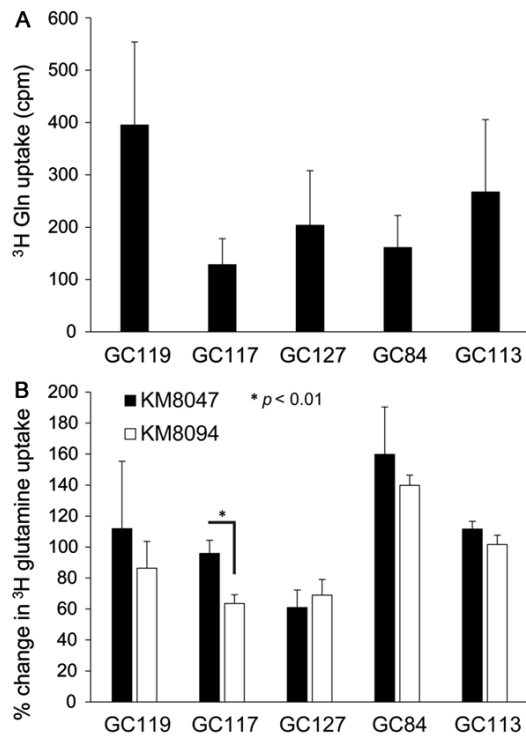 A
³H Gln uptake (cpm)
600
500
400
300
200
100
0
GC119 GC117 GC127 GC84 GC113
B
% change in ³H glutamine uptake
KM8047
KM8094
* p < 0.01
*
200
180
160
140
120
100
80
60
40
20
0
GC119 GC117 GC127 GC84 GC113